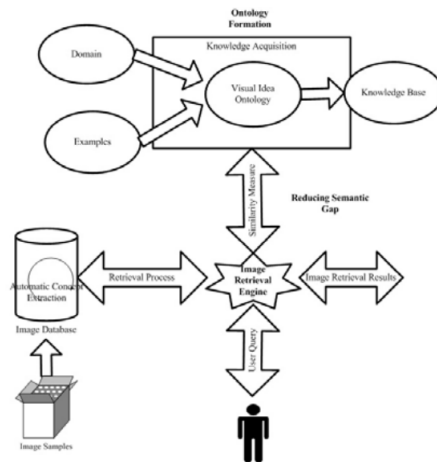 Ontology
Formation
Knowledge Acquisition
Domain
Visual Idea
Ontology
Knowledge Base
Examples
Similarity Measure
Reducing Semantic
Gap
Automatic Concept
Extraction
Retrieval Process
Image
Retrieval
Engine
Image Retrieval Results
Image Database
User Query
Image Samples